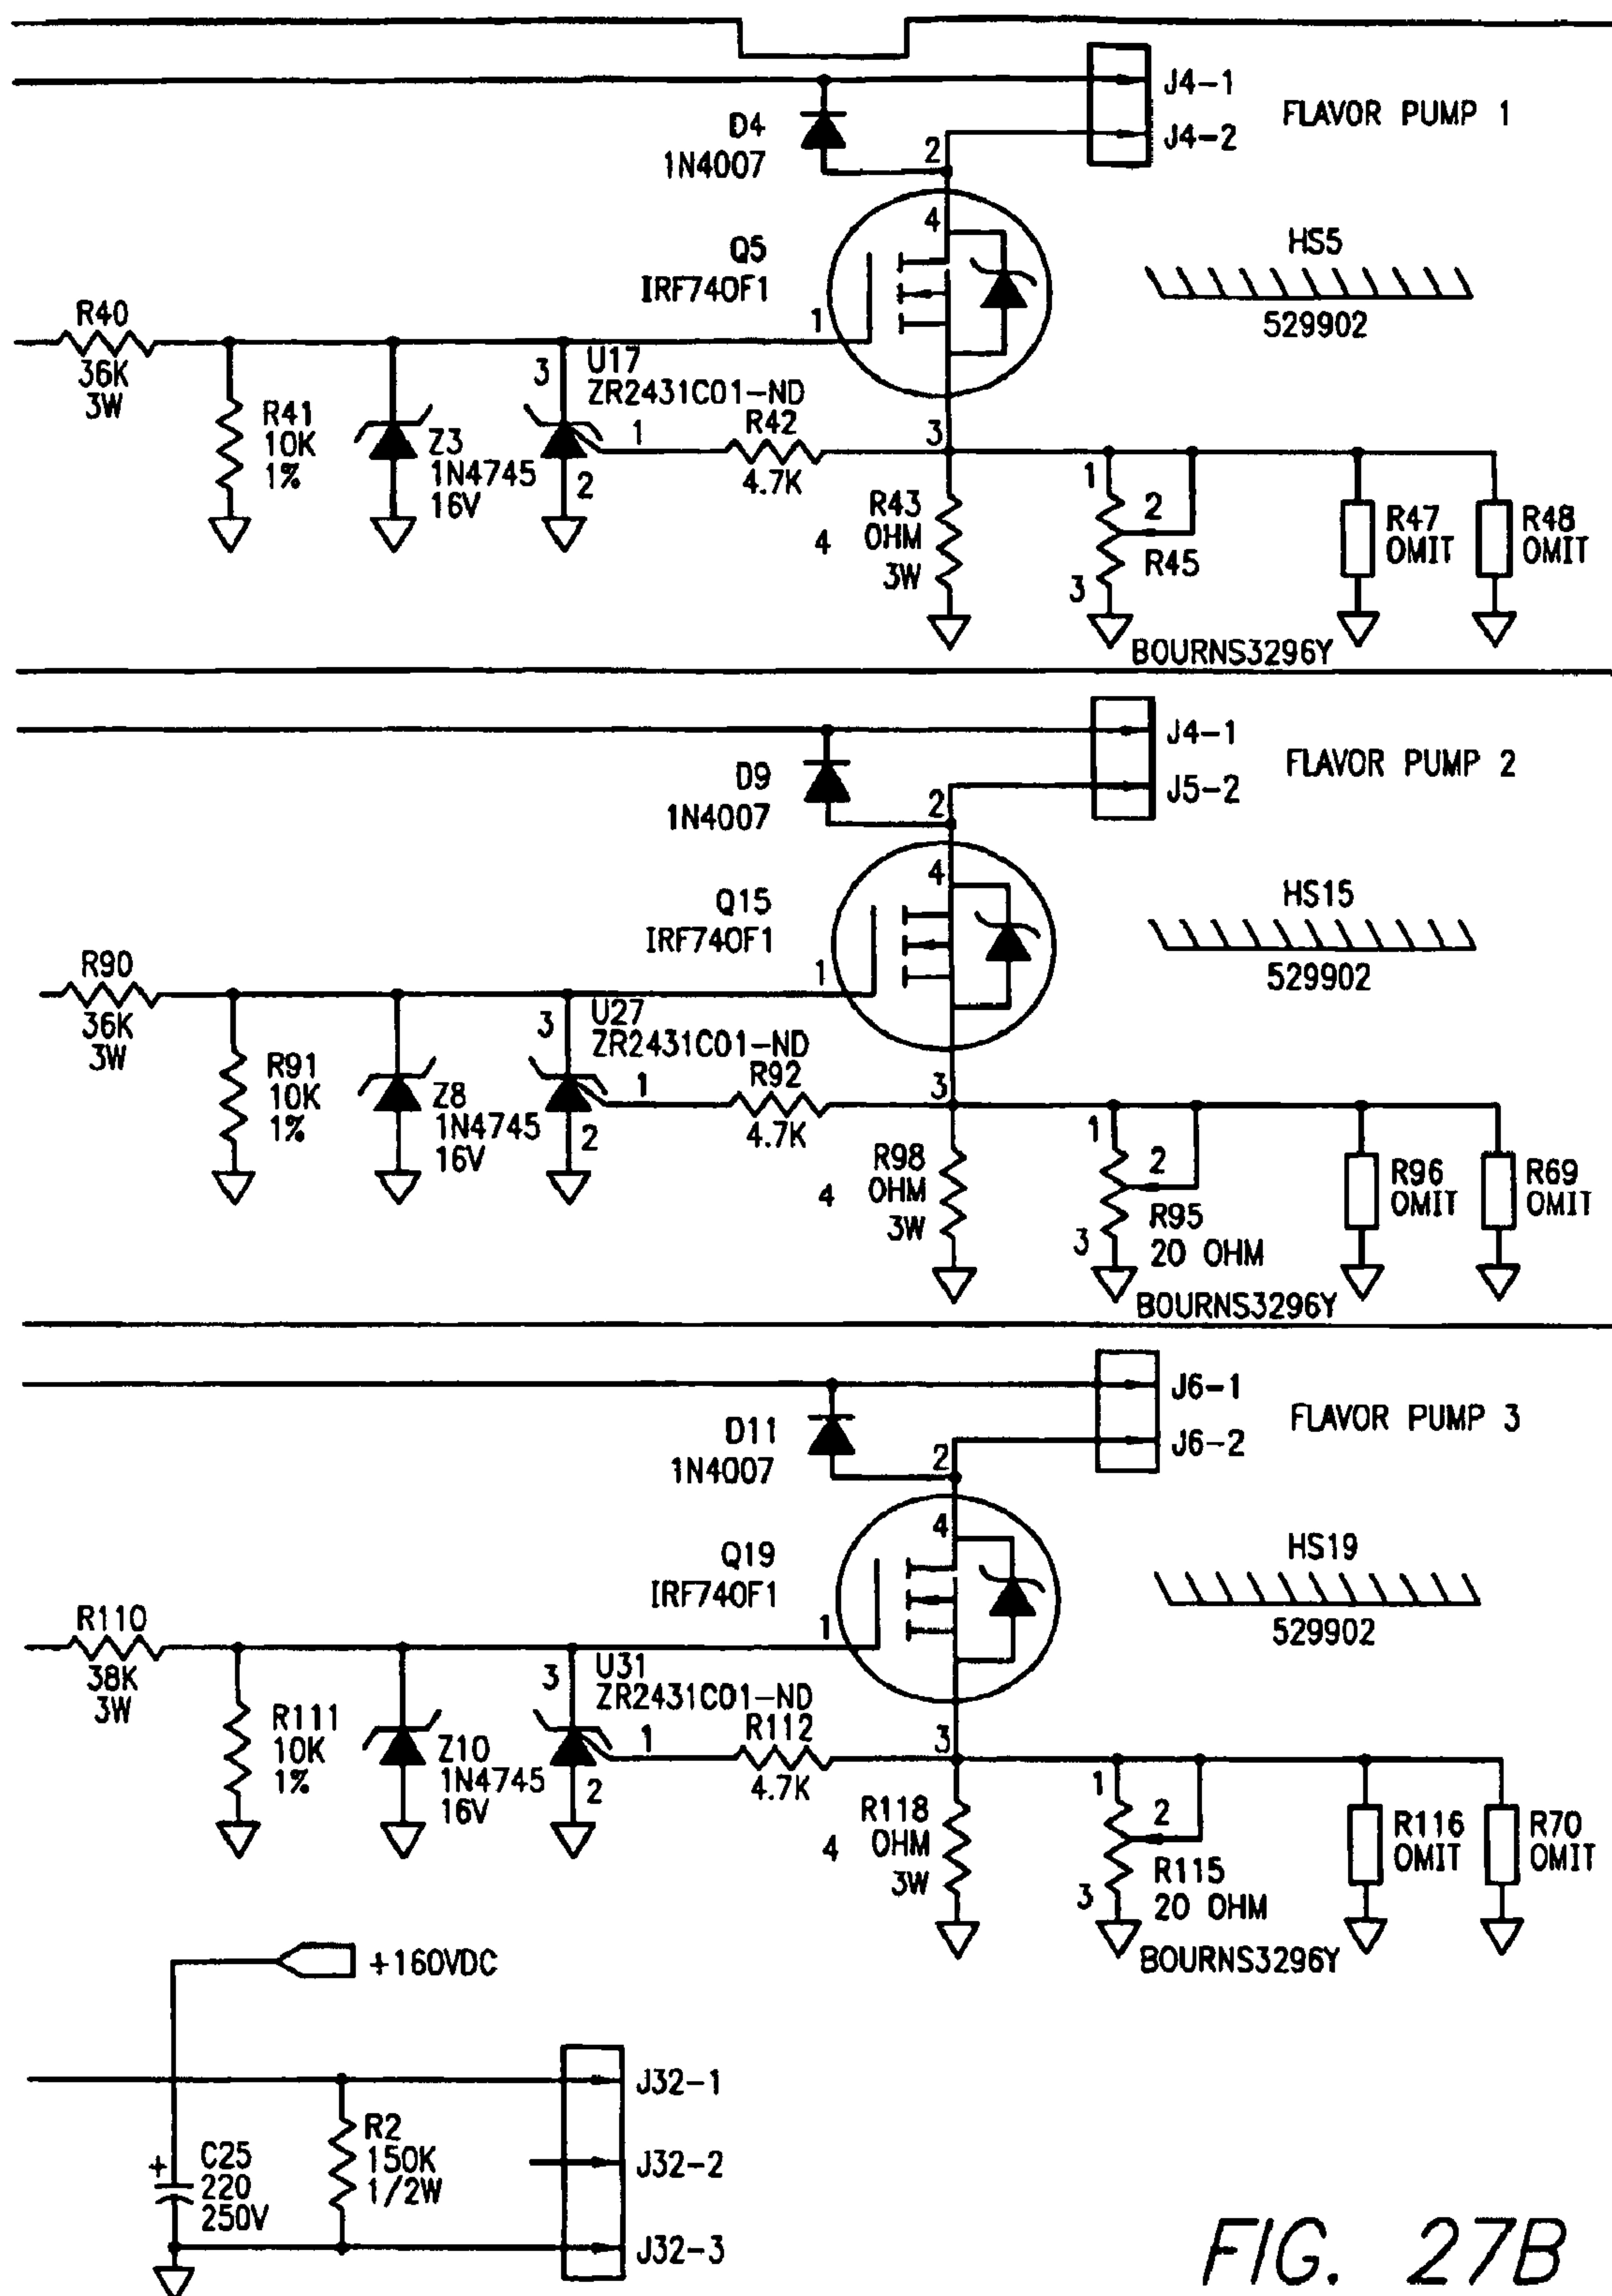 J4-1
FLAVOR PUMP 1
J4-2
D4
1N4007
2
4
Q5
IRF740F1
1
HS5
529902
R40
36K
3W
R41
10K
1%
Z3
1N4745
16V
3
U17
ZR2431C01-ND
1
2
R42
4.7K
3
R43
4 OHM
3W
1
2
R45
3
R47
OMIT
R48
OMIT
BOURNS3296Y
J4-1
FLAVOR PUMP 2
J5-2
D9
1N4007
2
4
Q15
IRF740F1
1
HS15
529902
R90
36K
3W
R91
10K
1%
Z8
1N4745
16V
3
U27
ZR2431C01-ND
1
2
R92
4.7K
3
R98
4 OHM
3W
1
2
R95
3
20 OHM
R96
OMIT
R69
OMIT
BOURNS3296Y
J6-1
FLAVOR PUMP 3
J6-2
D11
1N4007
2
4
Q19
IRF740F1
1
HS19
529902
R110
38K
3W
R111
10K
1%
Z10
1N4745
16V
3
U31
ZR2431C01-ND
1
2
R112
4.7K
3
R118
4 OHM
3W
1
2
R115
3
20 OHM
R116
OMIT
R70
OMIT
BOURNS3296Y
+160VDC
J32-1
R2
150K
1/2W
J32-2
+
C25
220
250V
J32-3
FIG. 27B